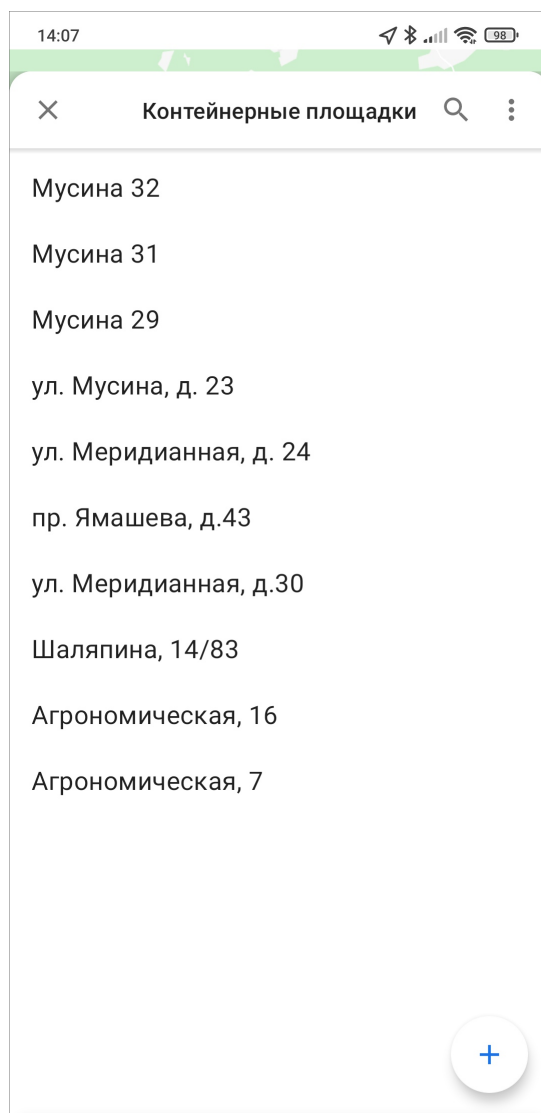 14:07
98
Контейнерные площадки
Мусина 32
Мусина 31
Мусина 29
ул. Мусина, д. 23
ул. Меридианная, д. 24
пр. Ямашева, д.43
ул. Меридианная, д.30
Шаляпина, 14/83
Агрономическая, 16
Агрономическая, 7